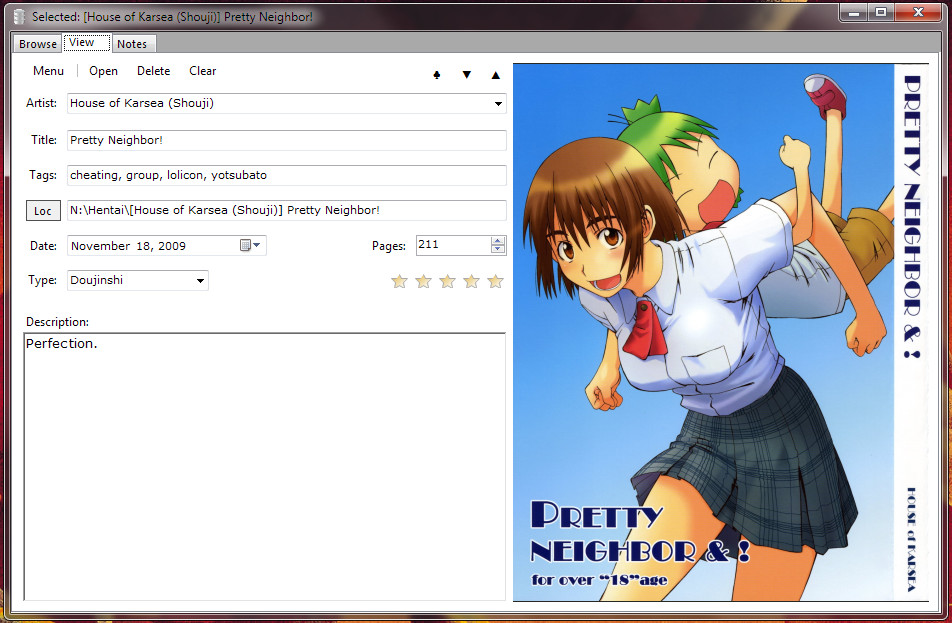 Selected: [House of Karsea (Shouji)] Pretty Neighbor!
Browse View Notes
Menu Open Delete Clear
Artist: House of Karsea (Shouji)
Title: Pretty Neighbor!
Tags: cheating, group, lolicon, yotsubato
Loc N:\Hentai\[House of Karsea (Shouji)] Pretty Neighbor!
Date: November 18, 2009 Pages: 211
Type: Doujinshi
Description:
Perfection.
PRETTY
NEIGHBOR & !
for over "18"age
PRETTY NEIGHBOR & !
HOUSE of KARSEA